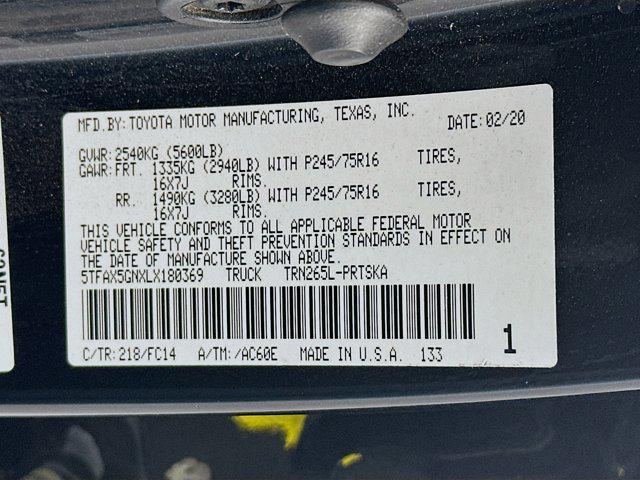 MFD.BY:TOYOTA MOTOR MANUFACTURING, TEXAS, INC. DATE:02/20
GVWR:2540KG (5600LB)
GAWR:FRT. 1335KG (2940LB) WITH P245/75R16 TIRES,
16X7J RIMS.
RR. 1490KG (3280LB) WITH P245/75R16 TIRES,
16X7J RIMS.
THIS VEHICLE CONFORMS TO ALL APPLICABLE FEDERAL MOTOR
VEHICLE SAFETY AND THEFT PREVENTION STANDARDS IN EFFECT ON
THE DATE OF MANUFACTURE SHOWN ABOVE.
5TFAX5GNXLX180369 TRUCK TRN265L-PRTSKA
C/TR:218/FC14 A/TM:/AC60E MADE IN U.S.A. 133 1